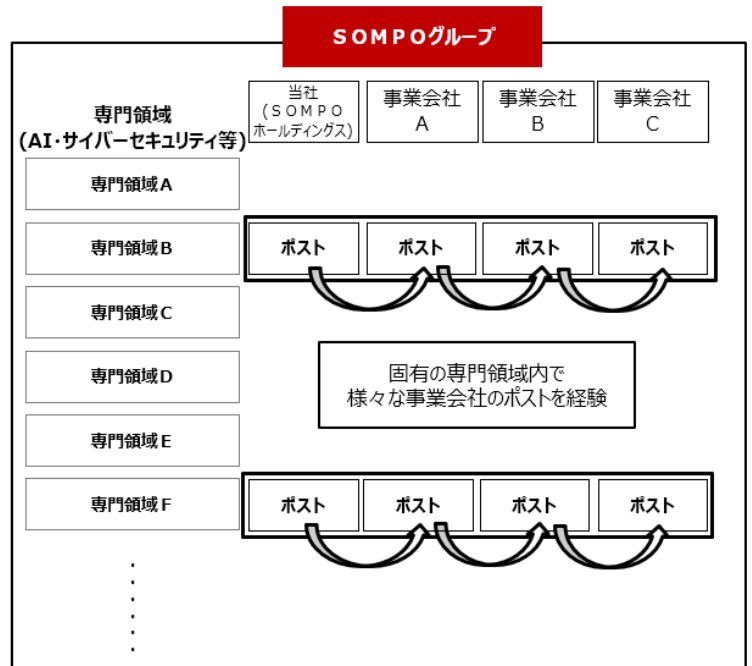 SOMPOグループ
専門領域
(AI・サイバーセキュリティ等)
当社
(SOMPO
ホールディングス)
事業会社
A
事業会社
B
事業会社
C
専門領域A
専門領域B
ポスト
ポスト
ポスト
ポスト
専門領域C
専門領域D
固有の専門領域内で
様々な事業会社のポストを経験
専門領域E
専門領域F
ポスト
ポスト
ポスト
ポスト